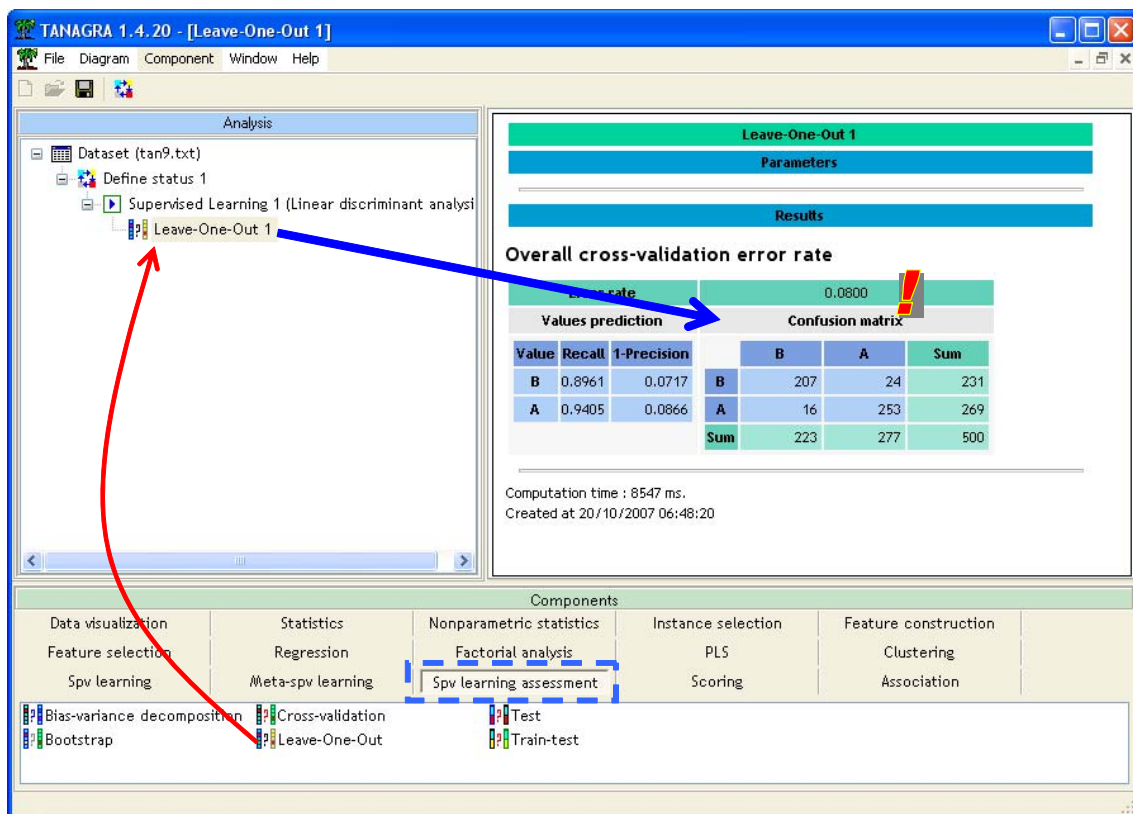 TANAGRA 1.4.20 - [Leave-One-Out 1]
File Diagram Component Window Help
Analysis
Dataset (tan9.txt)
Define status 1
Supervised Learning 1 (Linear discriminant analysi
Leave-One-Out 1
Leave-One-Out 1
Parameters
Results
Overall cross-validation error rate
Error rate 0.0800
!
Values prediction Confusion matrix
Value Recall 1-Precision B A Sum
B 0.8961 0.0717 B 207 24 231
A 0.9405 0.0866 A 16 253 269
Sum 223 277 500
Computation time : 8547 ms.
Created at 20/10/2007 06:48:20
Components
Data visualization Statistics Nonparametric statistics Instance selection Feature construction
Feature selection Regression Factorial analysis PLS Clustering
Spv learning Meta-spv learning Spv learning assessment Scoring Association
Bias-variance decomposition Cross-validation Test
Bootstrap Leave-One-Out Train-test